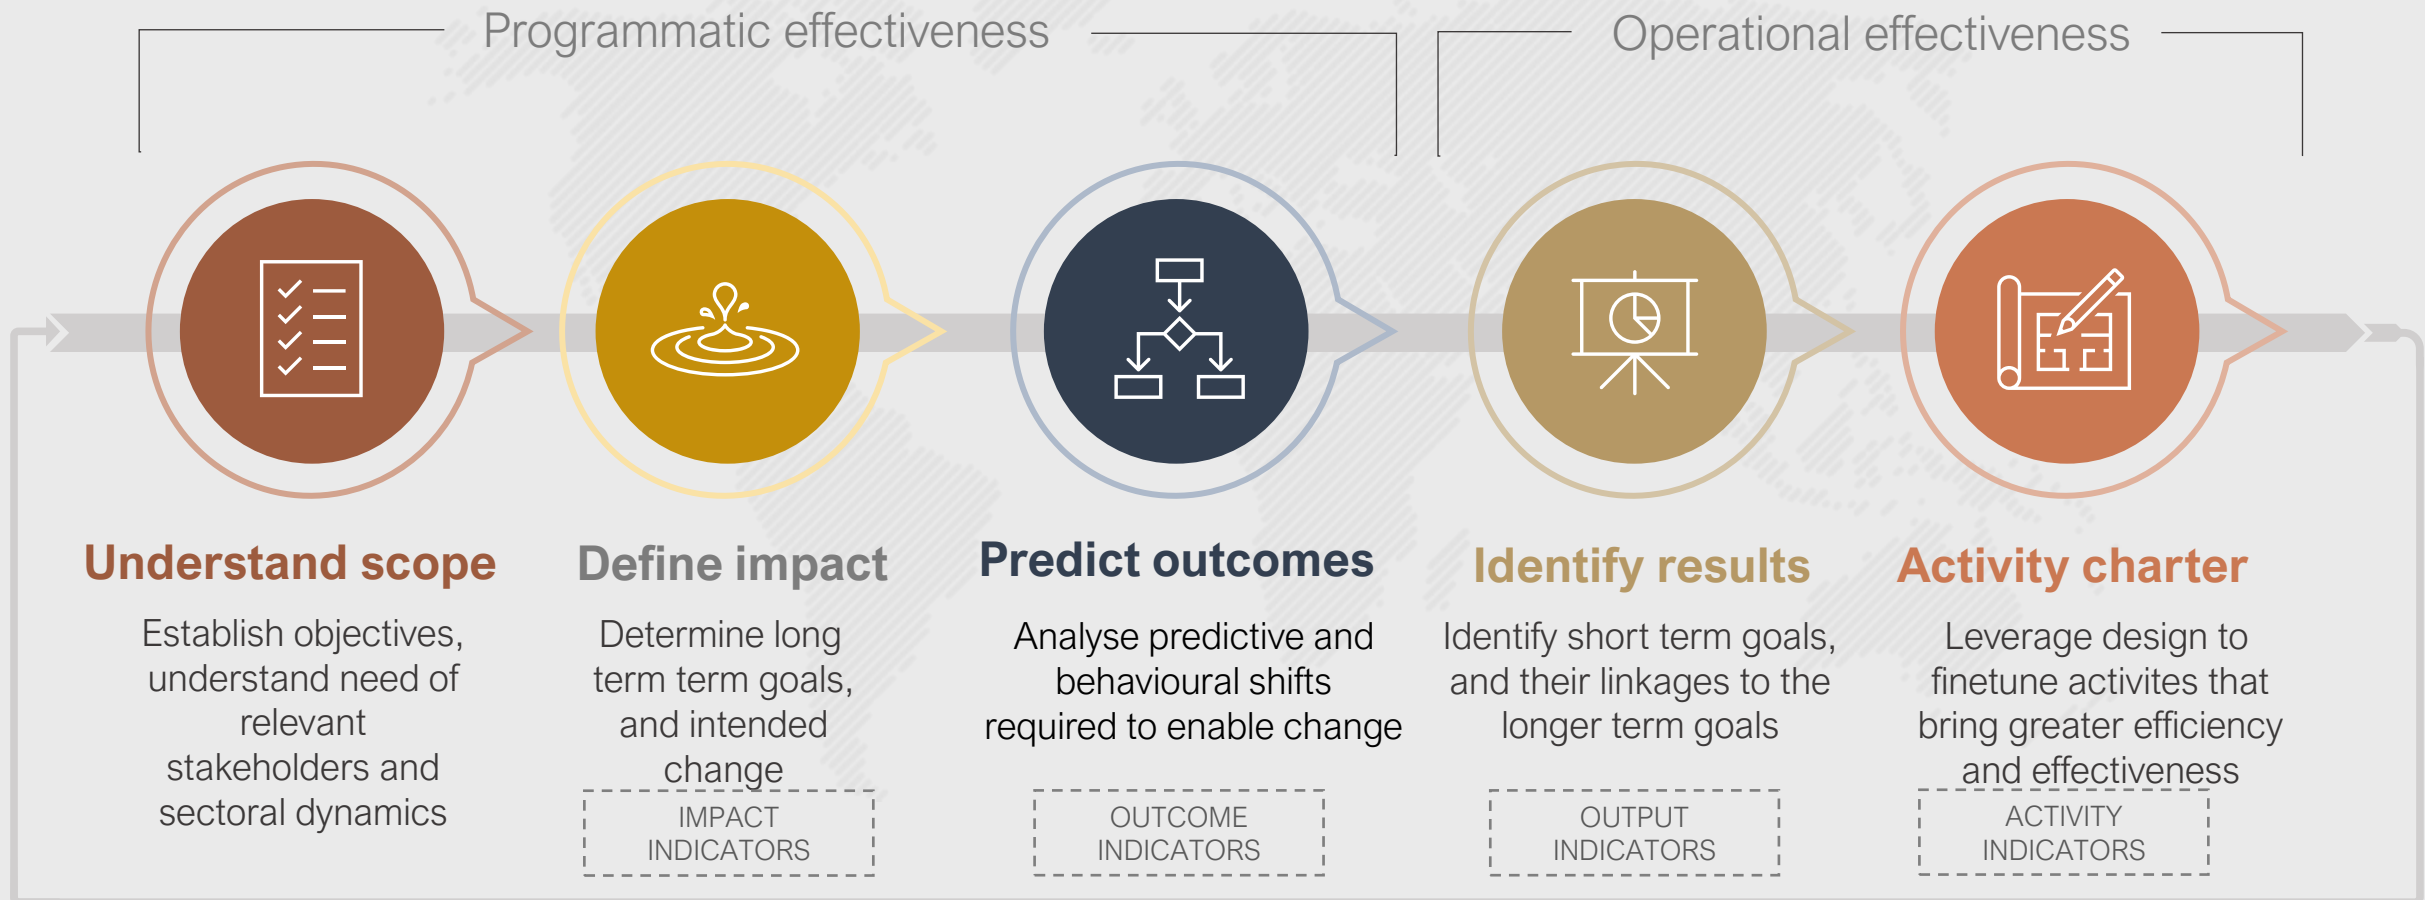 Programmatic effectiveness
Operational effectiveness
Understand scope
Establish objectives,
understand need of
relevant
stakeholders and
sectoral dynamics
Define impact
Determine long
term term goals,
and intended
change
IMPACT
INDICATORS
Predict outcomes
Analyse predictive and
behavioural shifts
required to enable change
OUTCOME
INDICATORS
Identify results
Identify short term goals,
and their linkages to the
longer term goals
OUTPUT
INDICATORS
Activity charter
Leverage design to
finetune activites that
bring greater efficiency
and effectiveness
ACTIVITY
INDICATORS